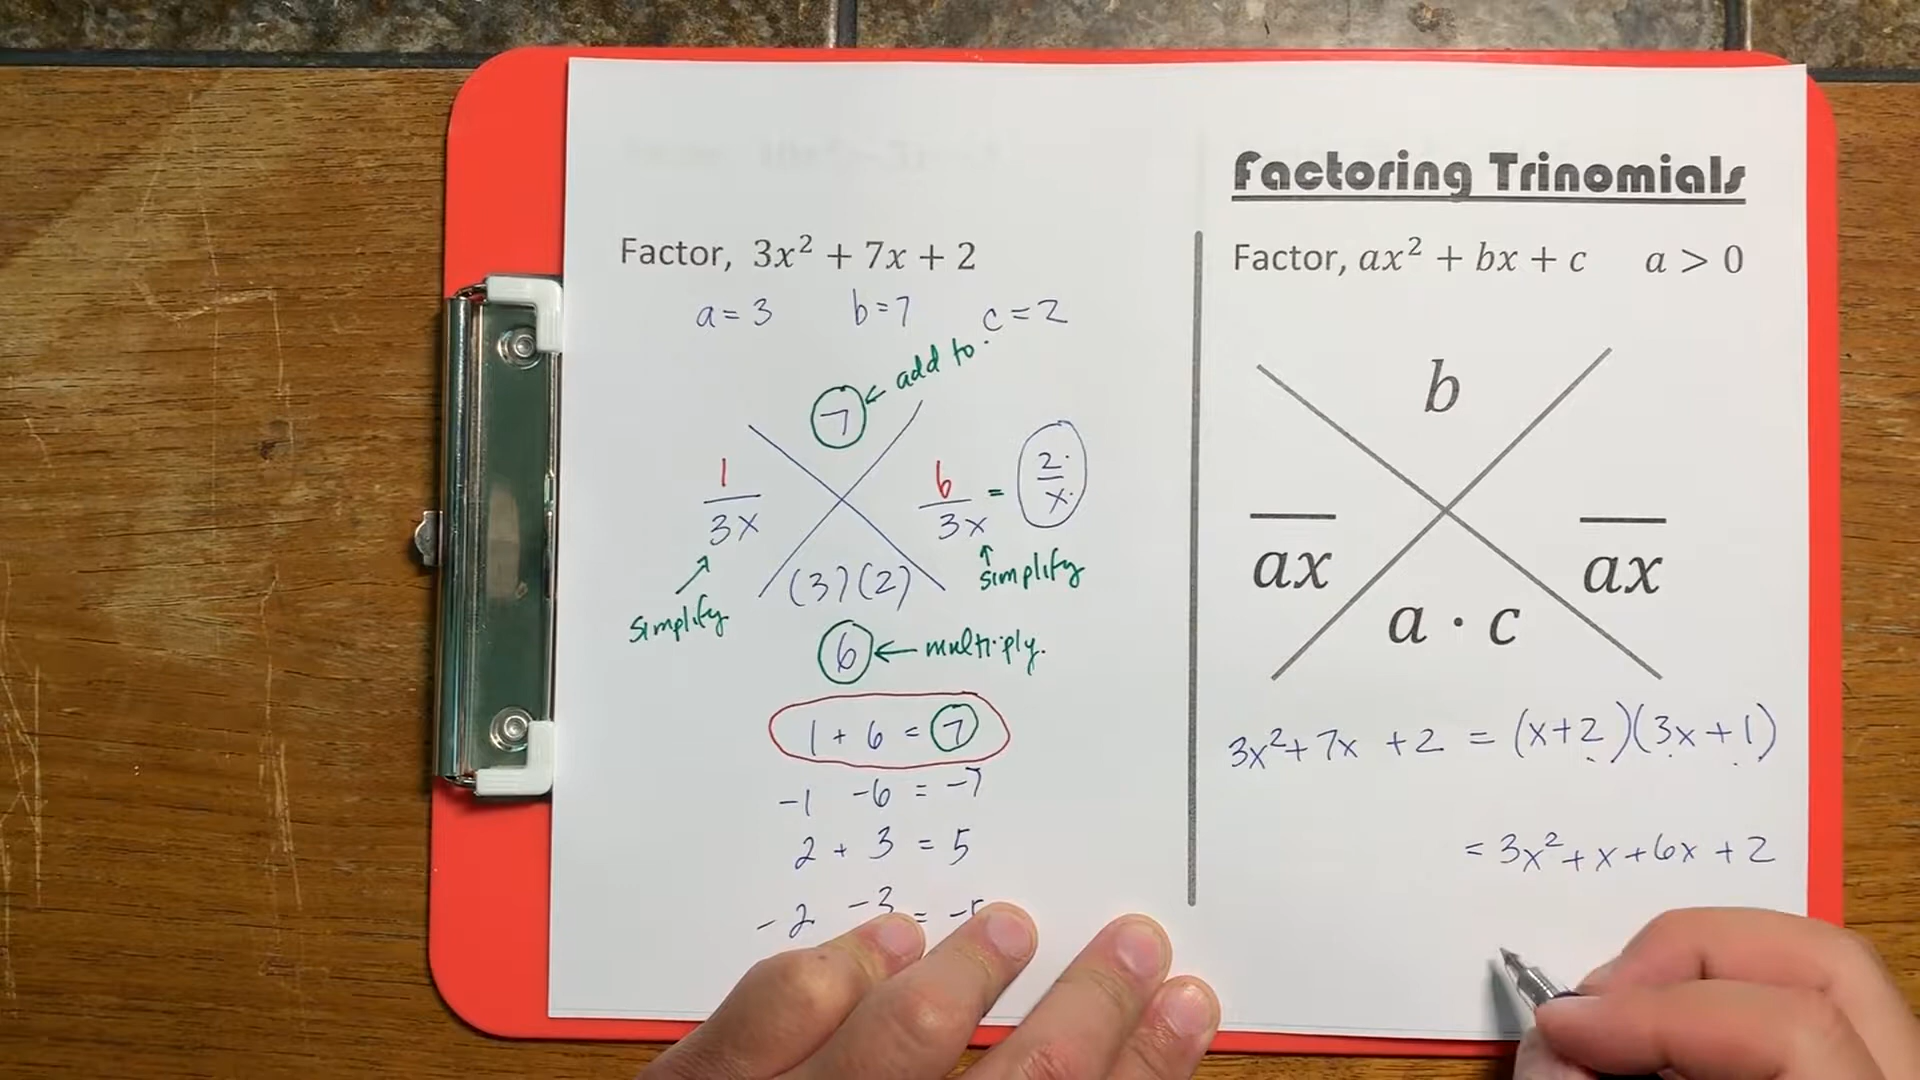 Factor, 3x² + 7x + 2
a = 3 b = 7 c = 2
7 ← add to
1/3x 6/3x = 2/x
simplify simplify
(3)(2)
6 ← multiply.
1 + 6 = 7
-1 -6 = -7
2 + 3 = 5
-2 -3 =
Factoring Trinomials
Factor, ax² + bx + c a > 0
b
ax ax
a · c
3x² + 7x + 2 = (x+2)(3x+1)
= 3x² + x + 6x + 2